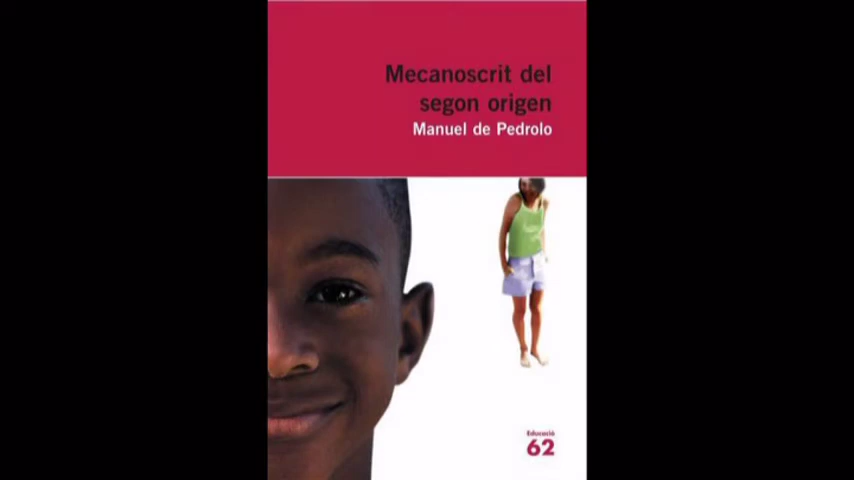 Mecanoscrit del
segon origen
Manuel de Pedrolo
Educació
62